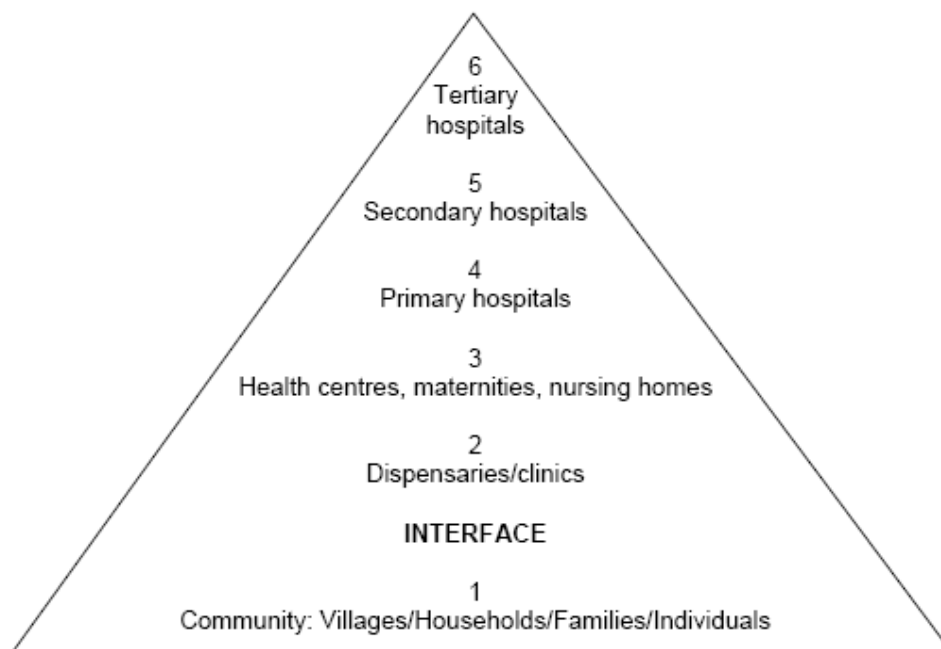 6
Tertiary
hospitals
5
Secondary hospitals
4
Primary hospitals
3
Health centres, maternities, nursing homes
2
Dispensaries/clinics
INTERFACE
1
Community: Villages/Households/Families/Individuals